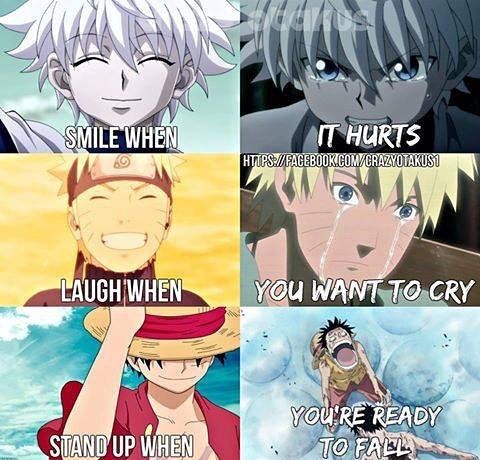 otakus
SMILE WHEN
IT HURTS
HTTPS://FACEBOOK.COM/CRAZYOTAKUS1
LAUGH WHEN
YOU WANT TO CRY
STAND UP WHEN
YOU'RE READY
TO FALL